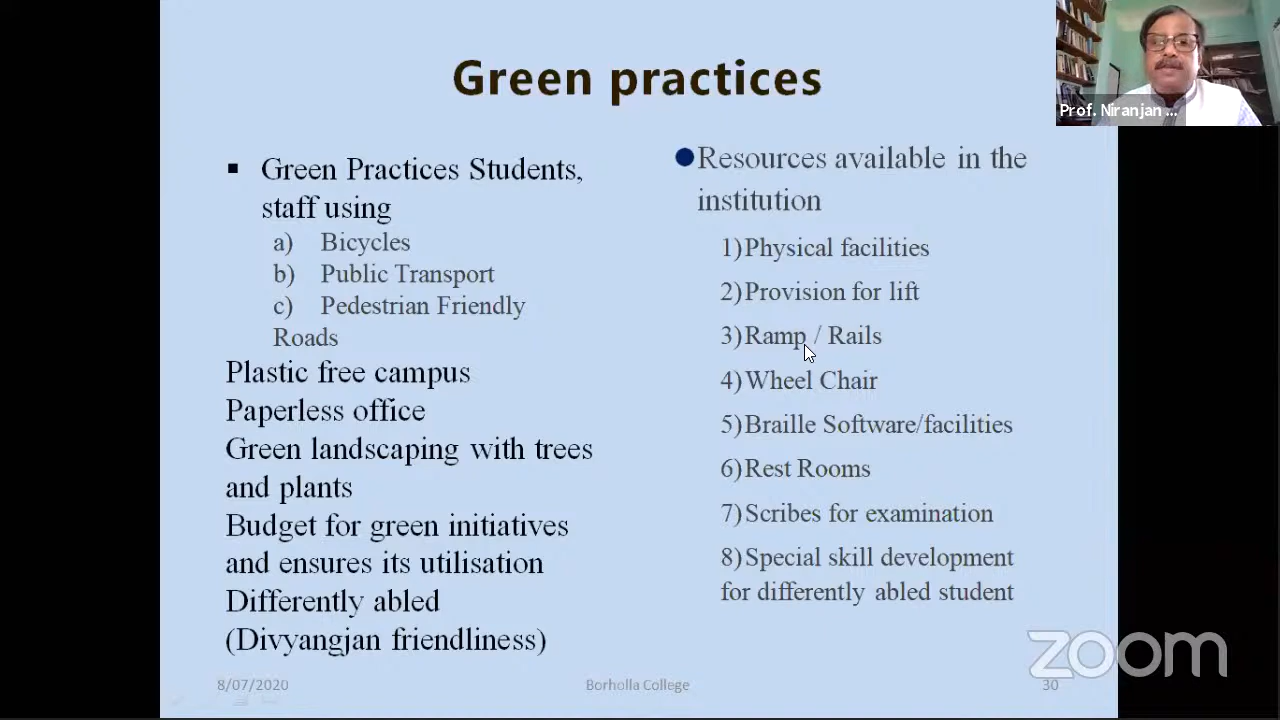 Green practices
Prof. Niranjan ...
▪ Green Practices Students,
staff using
a) Bicycles
b) Public Transport
c) Pedestrian Friendly
Roads
Plastic free campus
Paperless office
Green landscaping with trees
and plants
Budget for green initiatives
and ensures its utilisation
Differently abled
(Divyangjan friendliness)
●Resources available in the
institution
1)Physical facilities
2)Provision for lift
3)Ramp / Rails
4)Wheel Chair
5)Braille Software/facilities
6)Rest Rooms
7)Scribes for examination
8)Special skill development
for differently abled student
zoom
8/07/2020
Borholla College
30